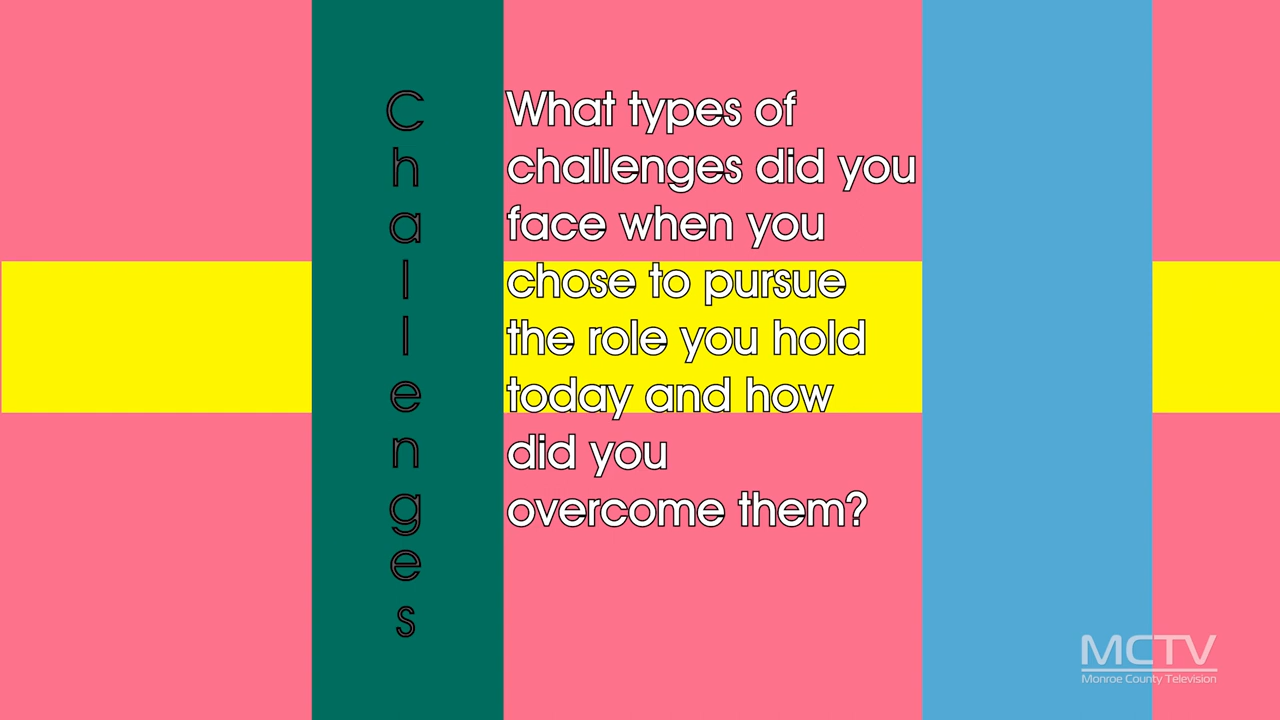 Challenges
What types of
challenges did you
face when you
chose to pursue
the role you hold
today and how
did you
overcome them?
MCTV
Monroe County Television